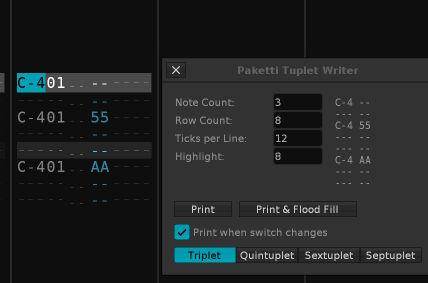 C-401 -- ----
-- -- ----
-- -- ----
C-401 -- 55 ----
-- -- ----
-- -- ----
C-401 -- AA ----
-- -- ----
-- -- ----
Paketti Tuplet Writer
Note Count: 3
Row Count: 8
Ticks per Line: 12
Highlight: 8
C-4 --
--- --
C-4 55
--- --
--- --
C-4 AA
--- --
--- --
Print
Print & Flood Fill
Print when switch changes
Triplet Quintuplet Sextuplet Septuplet